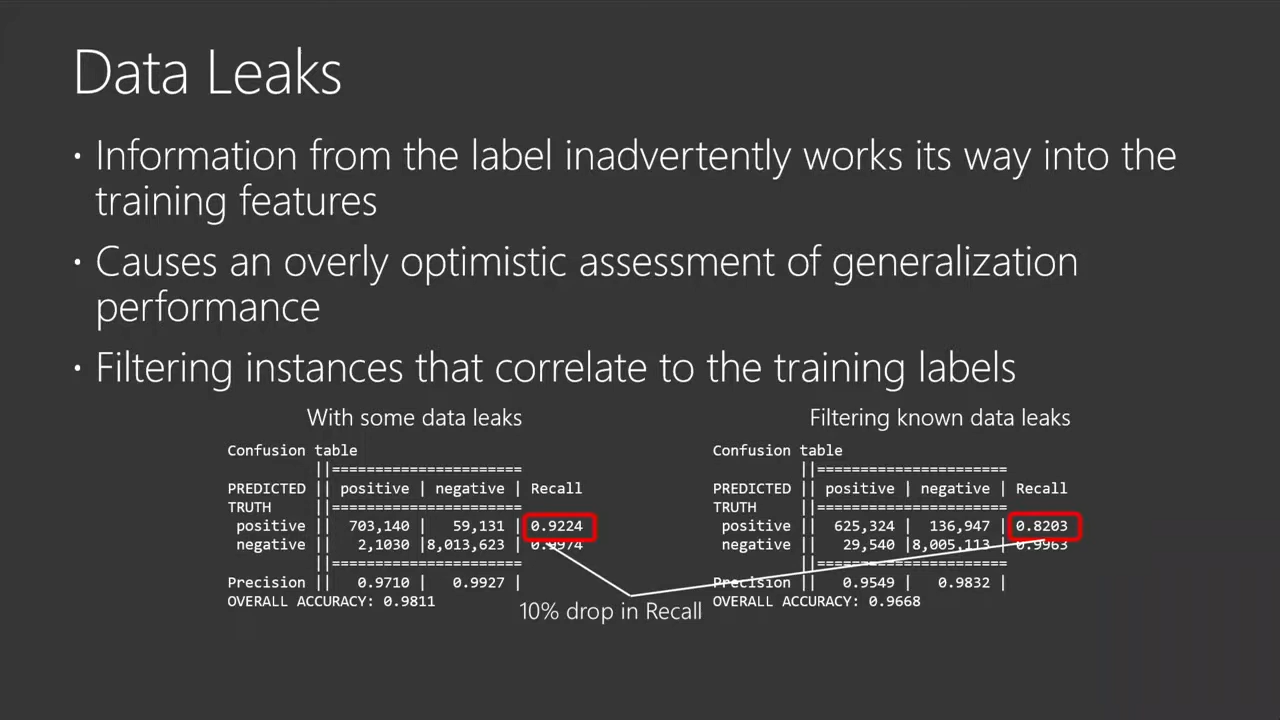 Data Leaks
• Information from the label inadvertently works its way into the
training features
• Causes an overly optimistic assessment of generalization
performance
• Filtering instances that correlate to the training labels
With some data leaks
Confusion table
||======================
PREDICTED || positive | negative | Recall
TRUTH ||======================
positive || 703,140 | 59,131 | 0.9224
negative || 2,1030 |8,013,623 | 0.9974
||======================
Precision || 0.9710 | 0.9927 |
OVERALL ACCURACY: 0.9811
Filtering known data leaks
Confusion table
||======================
PREDICTED || positive | negative | Recall
TRUTH ||======================
positive || 625,324 | 136,947 | 0.8203
negative || 29,540 |8,005,113 | 0.9963
||======================
Precision || 0.9549 | 0.9832 |
OVERALL ACCURACY: 0.9668
10% drop in Recall